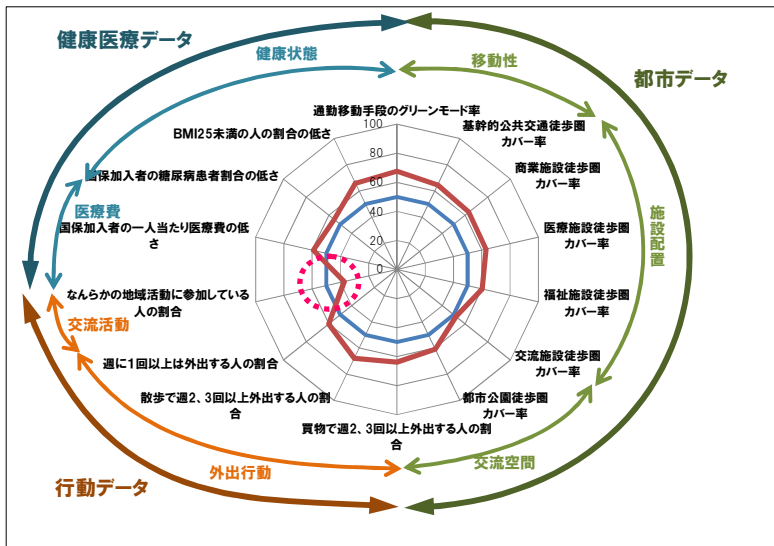 健康医療データ
健康状態
移動性
都市データ
通勤移動手段のグリーンモード率
100
80
60
40
20
0
基幹的公共交通徒歩圏
カバー率
商業施設徒歩圏
カバー率
医療施設徒歩圏
カバー率
福祉施設徒歩圏
カバー率
交流施設徒歩圏
カバー率
都市公園徒歩圏
カバー率
買物で週2、3回以上外出する人の割
合
散歩で週2、3回以上外出する人の割
合
週に1回以上は外出する人の割合
なんらかの地域活動に参加している
人の割合
国保加入者の一人当たり医療費の低
さ
国保加入者の糖尿病患者割合の低さ
BMI25未満の人の割合の低さ
医療費
施設配置
交流活動
外出行動
交流空間
行動データ